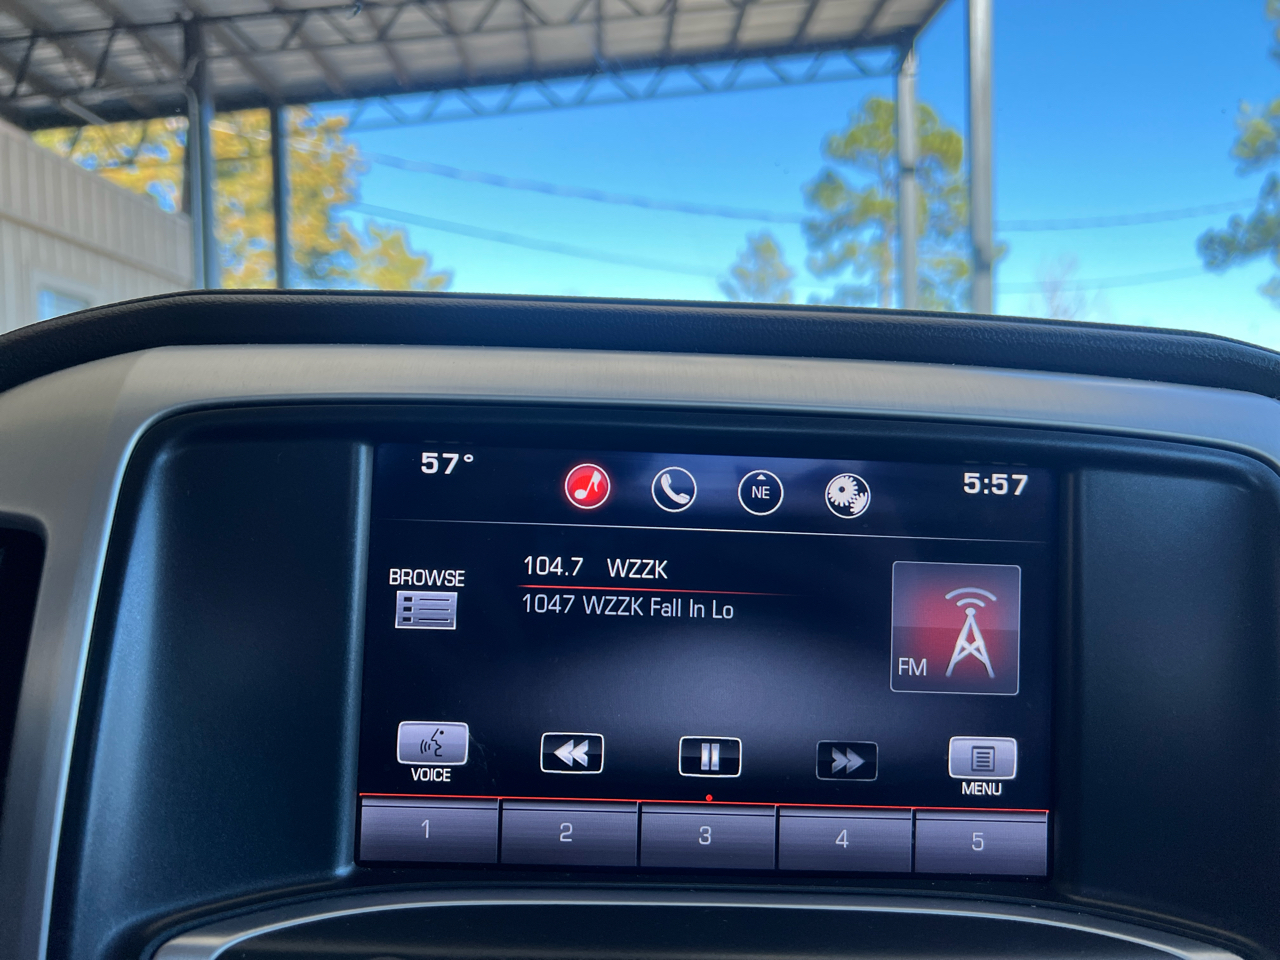 57°
NE
5:57
BROWSE
104.7 WZZK
1047 WZZK Fall In Lo
FM
VOICE
MENU
1 2 3 4 5